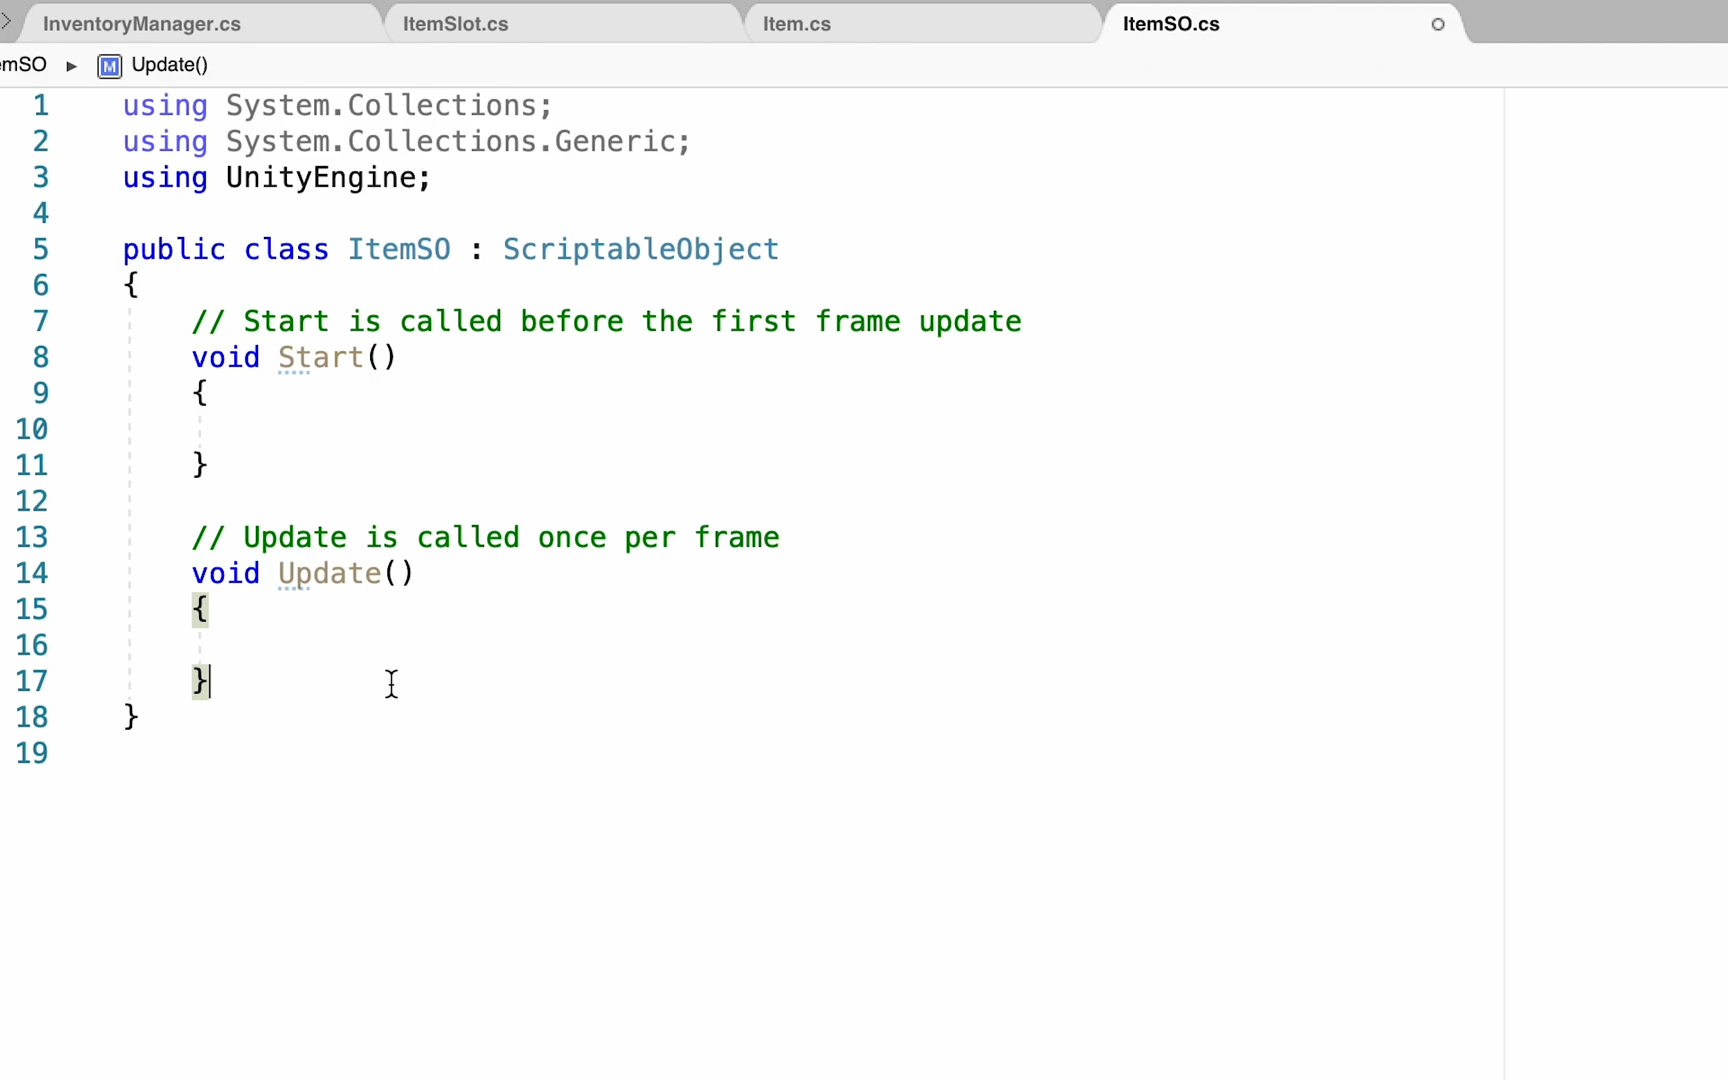 InventoryManager.cs ItemSlot.cs Item.cs ItemSO.cs
emSO ▸ M Update()
1 using System.Collections;
2 using System.Collections.Generic;
3 using UnityEngine;
4
5 public class ItemSO : ScriptableObject
6 {
7 // Start is called before the first frame update
8 void Start()
9 {
10
11 }
12
13 // Update is called once per frame
14 void Update()
15 {
16
17 }
18 }
19